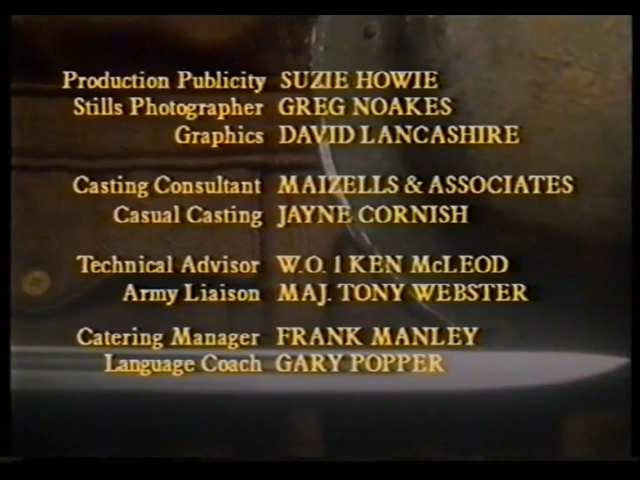 Production Publicity SUZIE HOWIE
Stills Photographer GREG NOAKES
Graphics DAVID LANCASHIRE
Casting Consultant MAIZELLS & ASSOCIATES
Casual Casting JAYNE CORNISH
Technical Advisor W.O. 1 KEN McLEOD
Army Liaison MAJ. TONY WEBSTER
Catering Manager FRANK MANLEY
Language Coach GARY POPPER